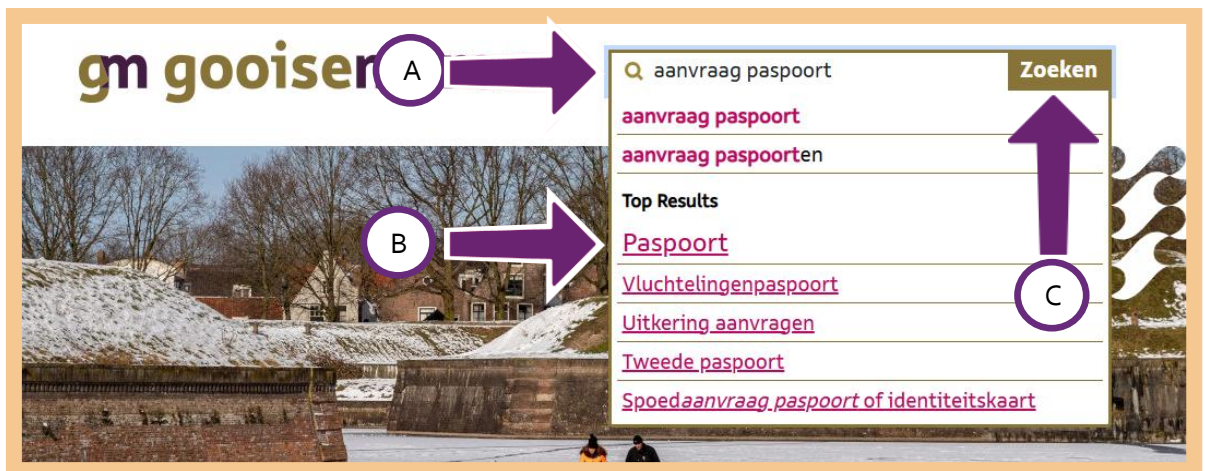 gm gooise
A
aanvraag paspoort Zoeken
aanvraag paspoort
aanvraag paspoorten
Top Results
B
Paspoort
Vluchtelingenpaspoort
C
Uitkering aanvragen
Tweede paspoort
Spoedaanvraag paspoort of identiteitskaart